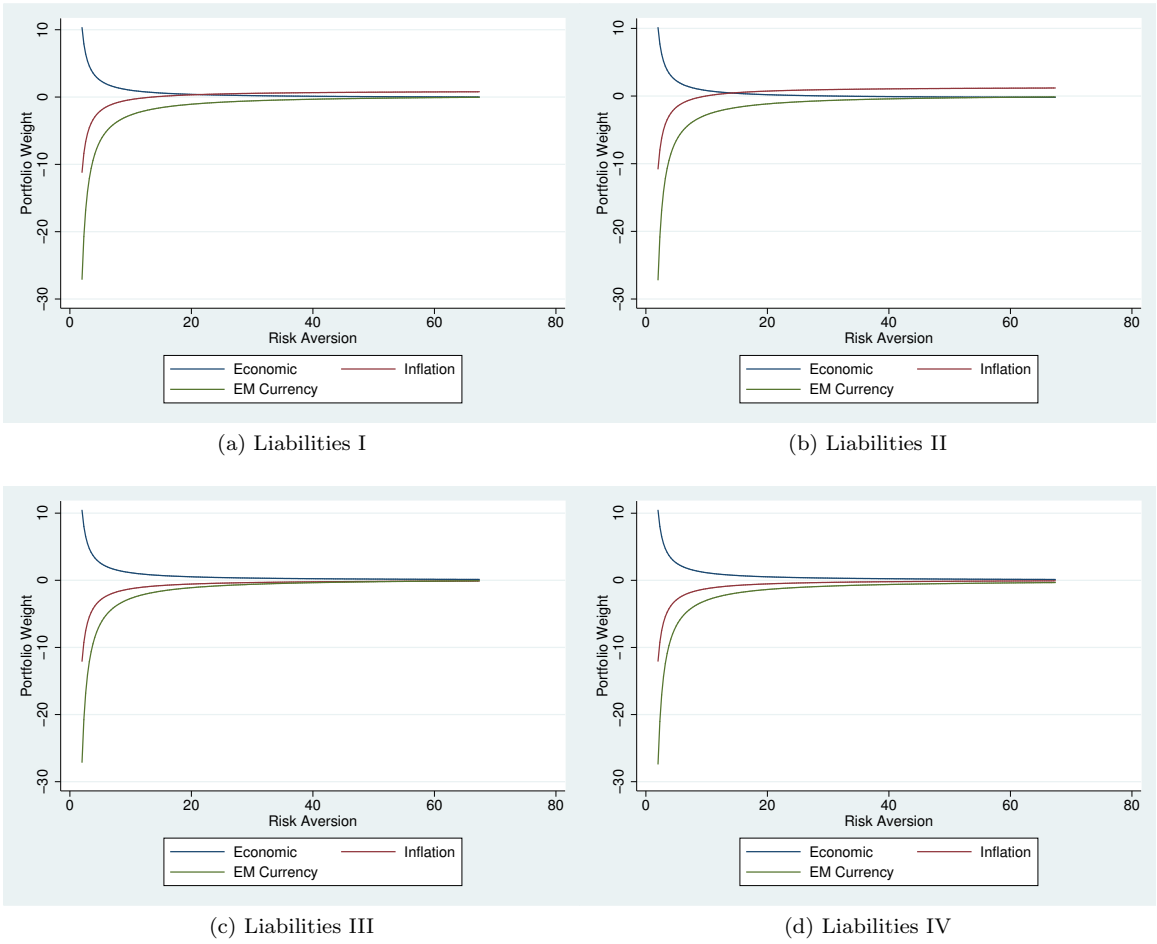 Portfolio Weight
10
0
−10
−20
−30
0 20 40 60 80
Risk Aversion
Economic Inflation
EM Currency
(a) Liabilities I
Portfolio Weight
10
0
−10
−20
−30
0 20 40 60 80
Risk Aversion
Economic Inflation
EM Currency
(b) Liabilities II
Portfolio Weight
10
0
−10
−20
−30
0 20 40 60 80
Risk Aversion
Economic Inflation
EM Currency
(c) Liabilities III
Portfolio Weight
10
0
−10
−20
−30
0 20 40 60 80
Risk Aversion
Economic Inflation
EM Currency
(d) Liabilities IV